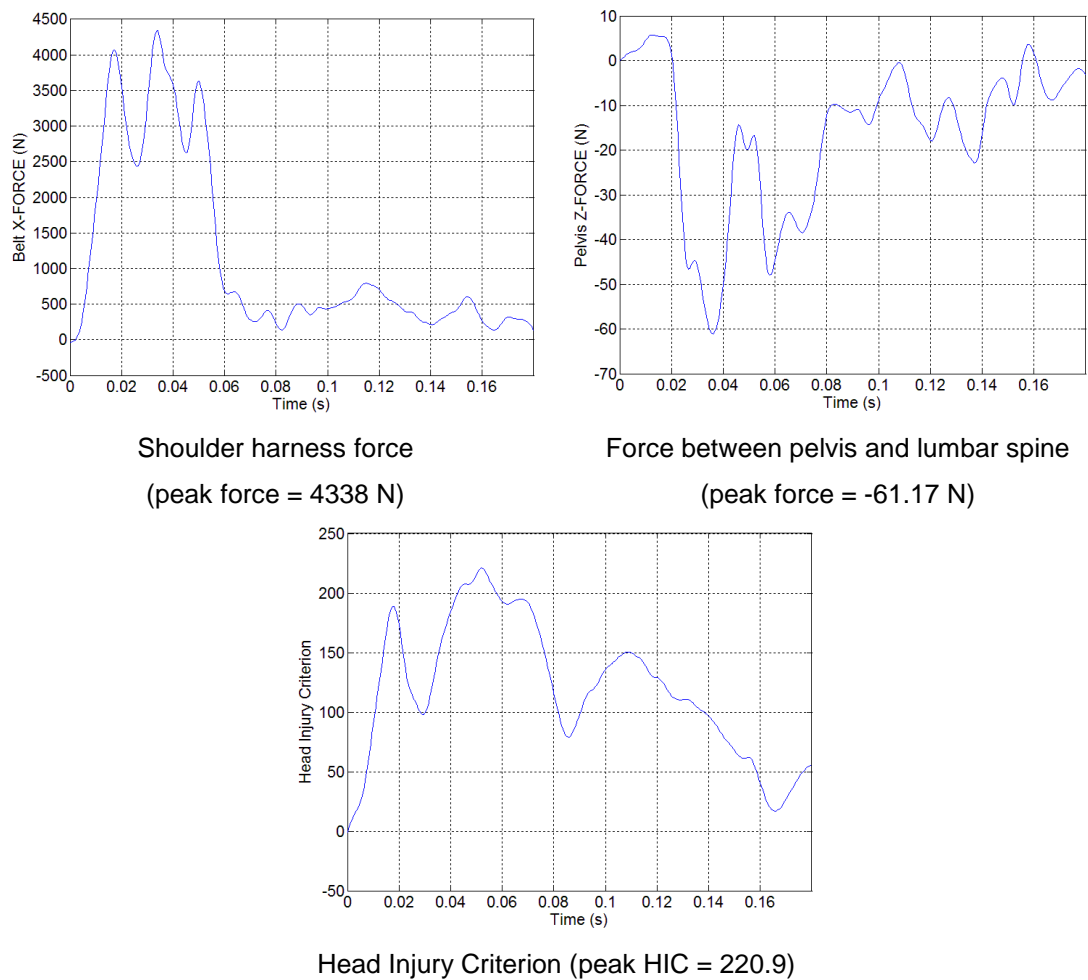 4500
4000
3500
3000
2500
2000
1500
1000
500
0
-500
Belt X-FORCE (N)
0 0.02 0.04 0.06 0.08 0.1 0.12 0.14 0.16
Time (s)
10
0
-10
-20
-30
-40
-50
-60
-70
Pelvis Z-FORCE (N)
0 0.02 0.04 0.06 0.08 0.1 0.12 0.14 0.16
Time (s)
Shoulder harness force
(peak force = 4338 N)
Force between pelvis and lumbar spine
(peak force = -61.17 N)
250
200
150
100
50
0
-50
Head Injury Criterion
0 0.02 0.04 0.06 0.08 0.1 0.12 0.14 0.16
Time (s)
Head Injury Criterion (peak HIC = 220.9)